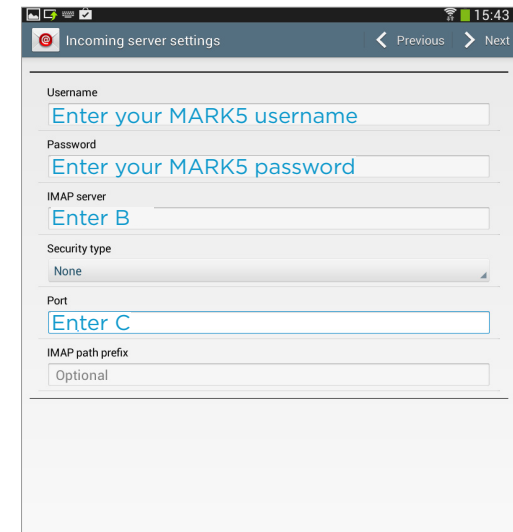 15:43
Incoming server settings Previous Next
Username
Enter your MARK5 username
Password
Enter your MARK5 password
IMAP server
Enter B
Security type
None
Port
Enter C
IMAP path prefix
Optional